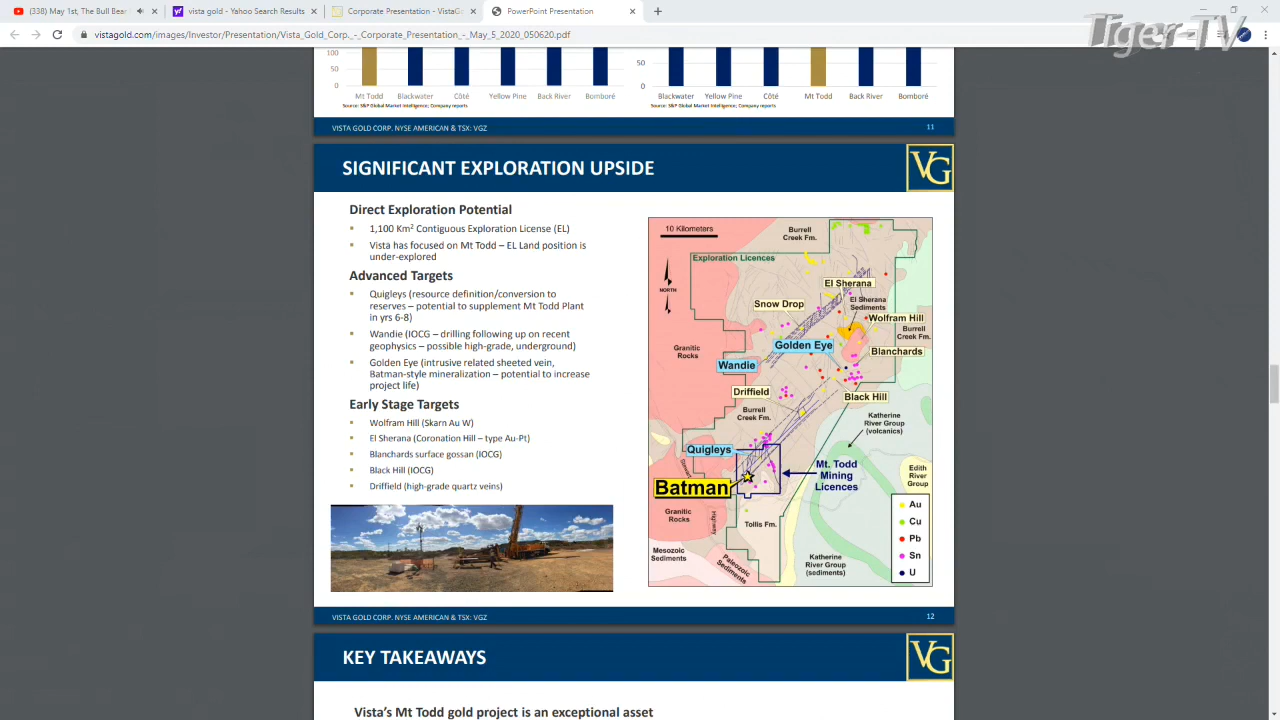 (338) May 1st, The Bull Bear
vista gold - Yahoo Search Results
Corporate Presentation - VistaG
PowerPoint Presentation
vistagold.com/images/Investor/Presentation/Vista_Gold_Corp._-_Corporate_Presentation_-_May_5_2020_050620.pdf
Tiger-TV
100
50
0
Mt Todd Blackwater Côté Yellow Pine Back River Bomboré
Source: S&P Global Market Intelligence; Company reports
50
0
Blackwater Yellow Pine Côté Mt Todd Back River Bomboré
Source: S&P Global Market Intelligence; Company reports
VISTA GOLD CORP. NYSE AMERICAN & TSX: VGZ 11
SIGNIFICANT EXPLORATION UPSIDE
VG
Direct Exploration Potential
1,100 Km² Contiguous Exploration License (EL)
Vista has focused on Mt Todd – EL Land position is
under-explored
Advanced Targets
Quigleys (resource definition/conversion to
reserves – potential to supplement Mt Todd Plant
in yrs 6-8)
Wandie (IOCG – drilling following up on recent
geophysics – possible high-grade, underground)
Golden Eye (intrusive related sheeted vein,
Batman-style mineralization – potential to increase
project life)
Early Stage Targets
Wolfram Hill (Skarn Au W)
El Sherana (Coronation Hill – type Au-Pt)
Blanchards surface gossan (IOCG)
Black Hill (IOCG)
Driffield (high-grade quartz veins)
10 Kilometers
Burrell
Creek Fm.
Exploration Licences
NORTH
El Sherana
Snow Drop
El Sherana
Sediments
Wolfram Hill
Burrell
Creek Fm.
Golden Eye
Granitic
Rocks
Blanchards
Wandie
Driffield
Black Hill
Burrell
Creek Fm.
Katherine
River Group
(volcanics)
Quigleys
Mt. Todd
Mining
Licences
Edith
River
Group
Batman
Granitic
Rocks
Highway
Tollis Fm.
Mesozoic
Sediments
Paleozoic
Sediments
Katherine
River Group
(sediments)
Au
Cu
Pb
Sn
U
VISTA GOLD CORP. NYSE AMERICAN & TSX: VGZ 12
KEY TAKEAWAYS
VG
Vista's Mt Todd gold project is an exceptional asset